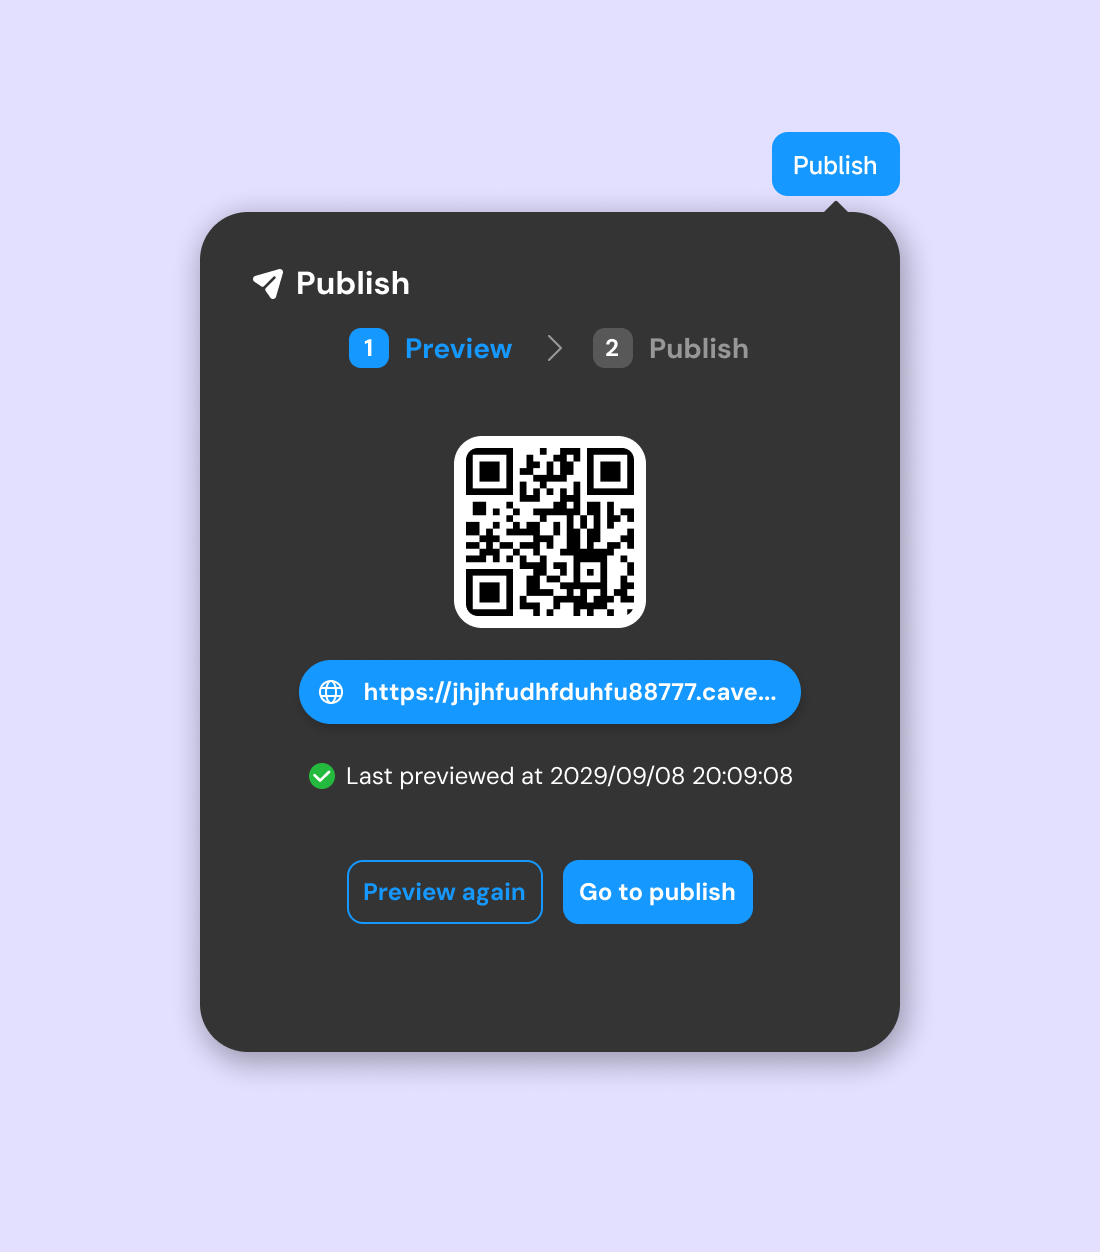 Publish
Publish
1 Preview 2 Publish
https://jhjhfudhfduhfu88777.cave...
Last previewed at 2029/09/08 20:09:08
Preview again Go to publish